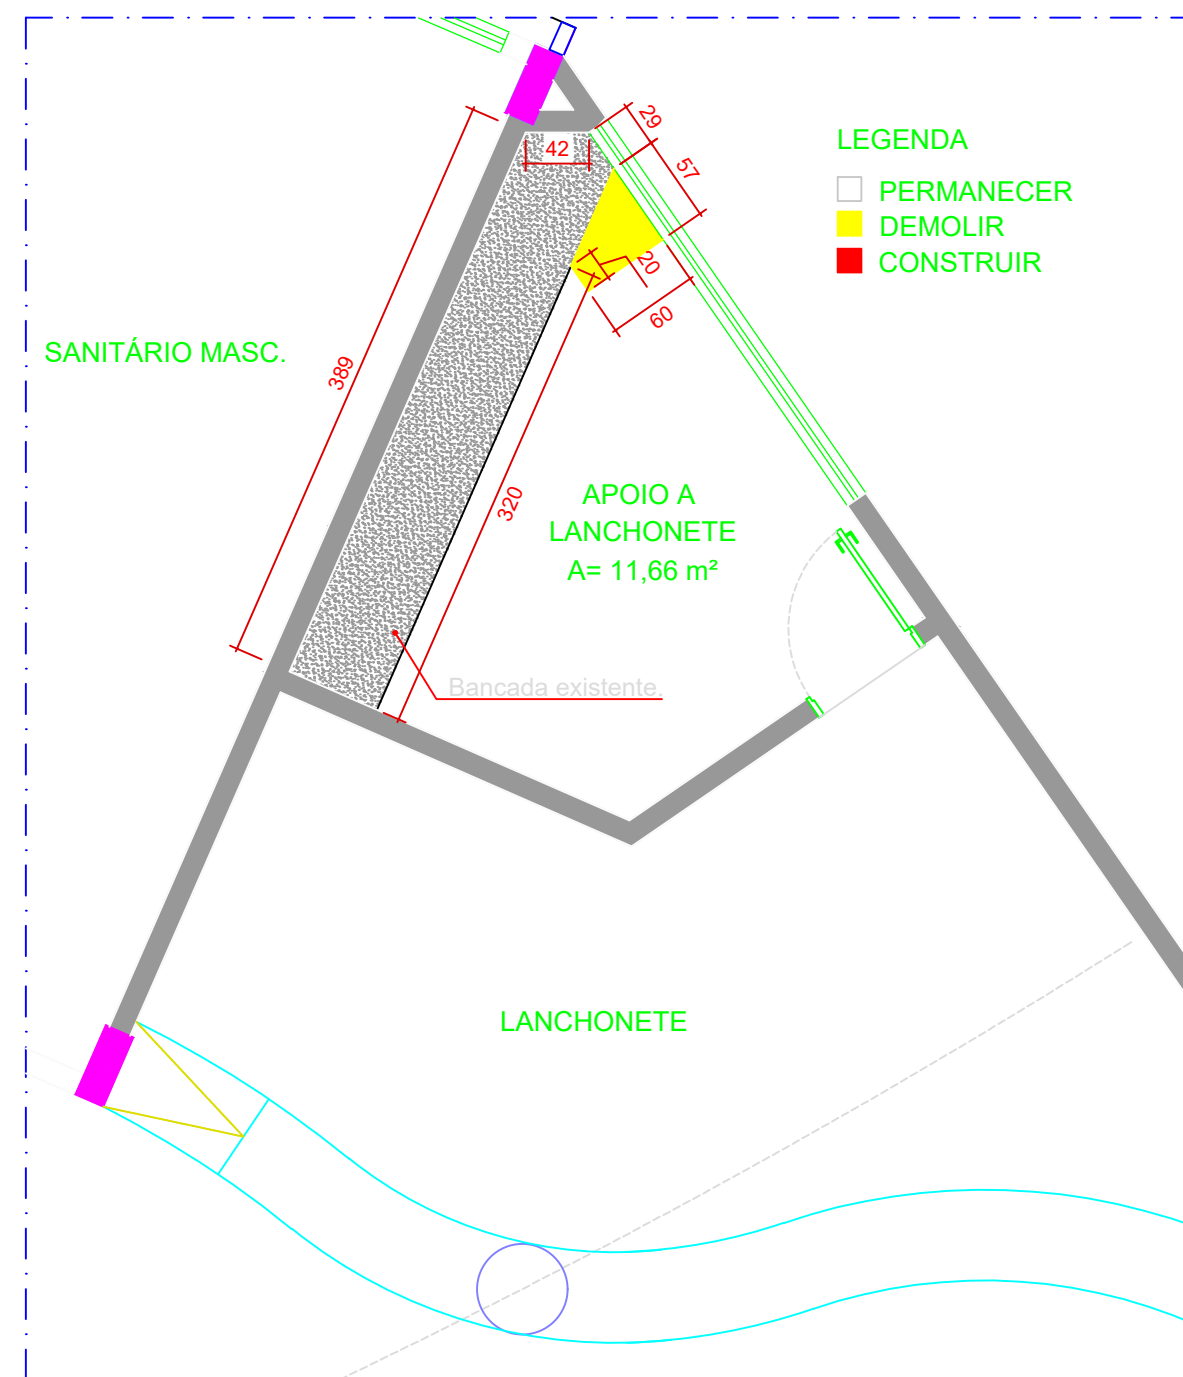 29
42
57
LEGENDA
PERMANECER
DEMOLIR
CONSTRUIR
20
60
SANITÁRIO MASC.
389
320
APOIO A
LANCHONETE
A= 11,66 m²
Bancada existente.
LANCHONETE